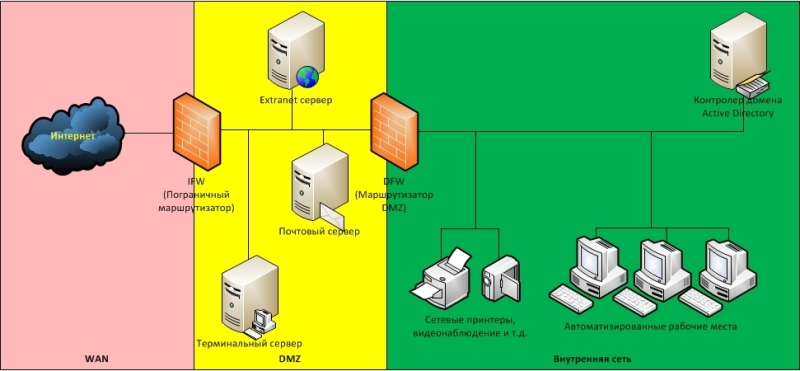 Интернет
IFW
(Пограничный
маршрутизатор)
Extranet сервер
Почтовый сервер
Терминальный сервер
DFW
(Маршрутизатор
DMZ)
Контролер домена
Active Directory
Сетевые принтеры,
видеонаблюдение и т.д.
Автоматизированные рабочие места
WAN
DMZ
Внутренняя сеть